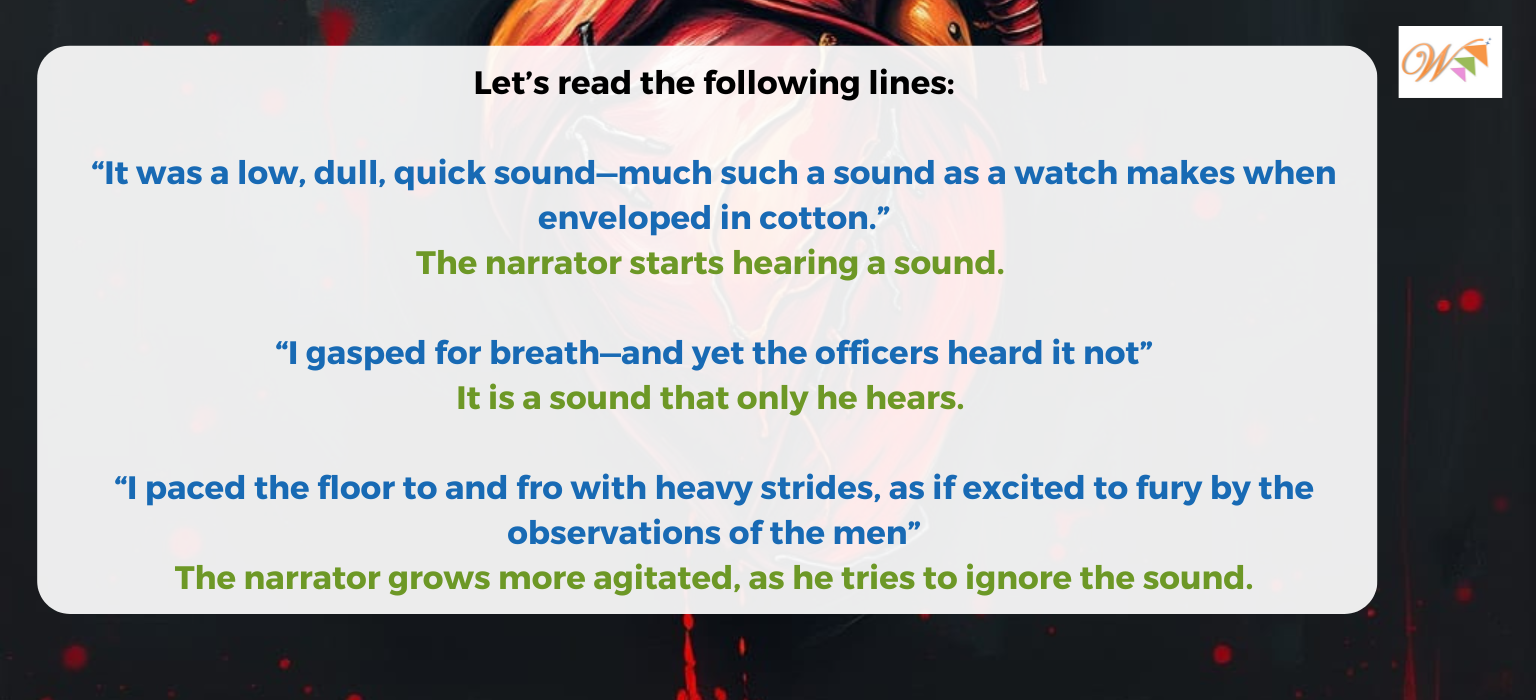 Let’s read the following lines:
“It was a low, dull, quick sound—much such a sound as a watch makes when
enveloped in cotton.”
The narrator starts hearing a sound.
“I gasped for breath—and yet the officers heard it not”
It is a sound that only he hears.
“I paced the floor to and fro with heavy strides, as if excited to fury by the
observations of the men”
The narrator grows more agitated, as he tries to ignore the sound.
W